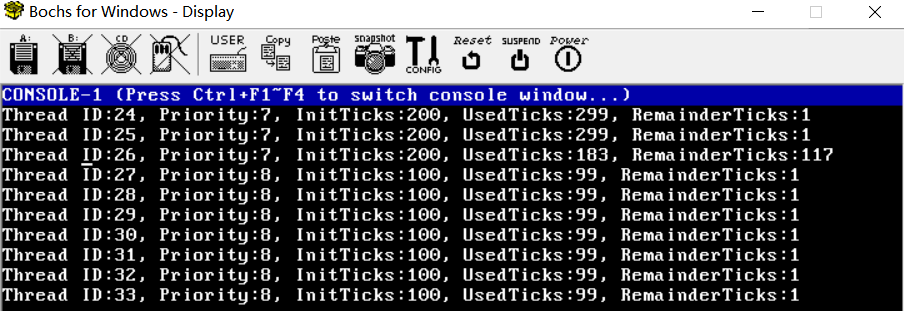 Bochs for Windows - Display
A: B: CD USER Copy Poste snapshot CONFIG Reset SUSPEND Power
CONSOLE-1 (Press Ctrl+F1~F4 to switch console window...)
Thread ID:24, Priority:7, InitTicks:200, UsedTicks:299, RemainderTicks:1
Thread ID:25, Priority:7, InitTicks:200, UsedTicks:299, RemainderTicks:1
Thread ID:26, Priority:7, InitTicks:200, UsedTicks:183, RemainderTicks:117
Thread ID:27, Priority:8, InitTicks:100, UsedTicks:99, RemainderTicks:1
Thread ID:28, Priority:8, InitTicks:100, UsedTicks:99, RemainderTicks:1
Thread ID:29, Priority:8, InitTicks:100, UsedTicks:99, RemainderTicks:1
Thread ID:30, Priority:8, InitTicks:100, UsedTicks:99, RemainderTicks:1
Thread ID:31, Priority:8, InitTicks:100, UsedTicks:99, RemainderTicks:1
Thread ID:32, Priority:8, InitTicks:100, UsedTicks:99, RemainderTicks:1
Thread ID:33, Priority:8, InitTicks:100, UsedTicks:99, RemainderTicks:1